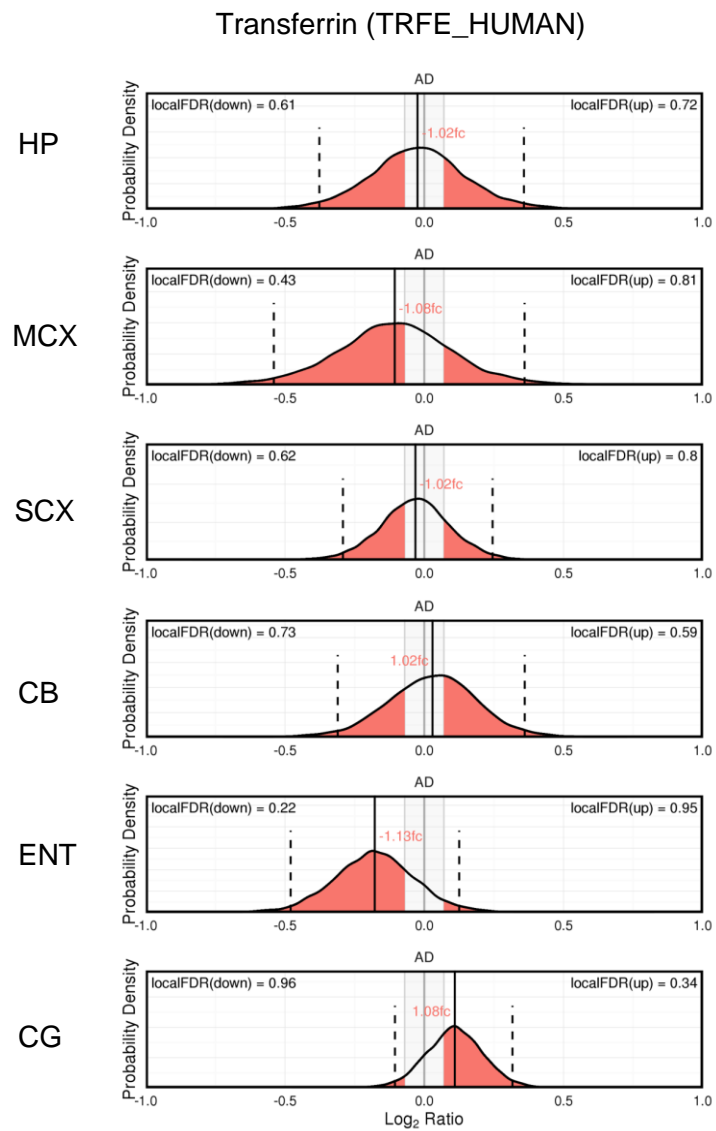 Transferrin (TRFE_HUMAN)
HP
AD
Probability Density
localFDR(down) = 0.61
localFDR(up) = 0.72
-1.02fc
-1.0 -0.5 0.0 0.5 1.0
MCX
AD
Probability Density
localFDR(down) = 0.43
localFDR(up) = 0.81
-1.08fc
-1.0 -0.5 0.0 0.5 1.0
SCX
AD
Probability Density
localFDR(down) = 0.62
localFDR(up) = 0.8
-1.02fc
-1.0 -0.5 0.0 0.5 1.0
CB
AD
Probability Density
localFDR(down) = 0.73
localFDR(up) = 0.59
1.02fc
-1.0 -0.5 0.0 0.5 1.0
ENT
AD
Probability Density
localFDR(down) = 0.22
localFDR(up) = 0.95
-1.13fc
-1.0 -0.5 0.0 0.5 1.0
CG
AD
Probability Density
localFDR(down) = 0.96
localFDR(up) = 0.34
1.08fc
-1.0 -0.5 0.0 0.5 1.0
Log₂ Ratio